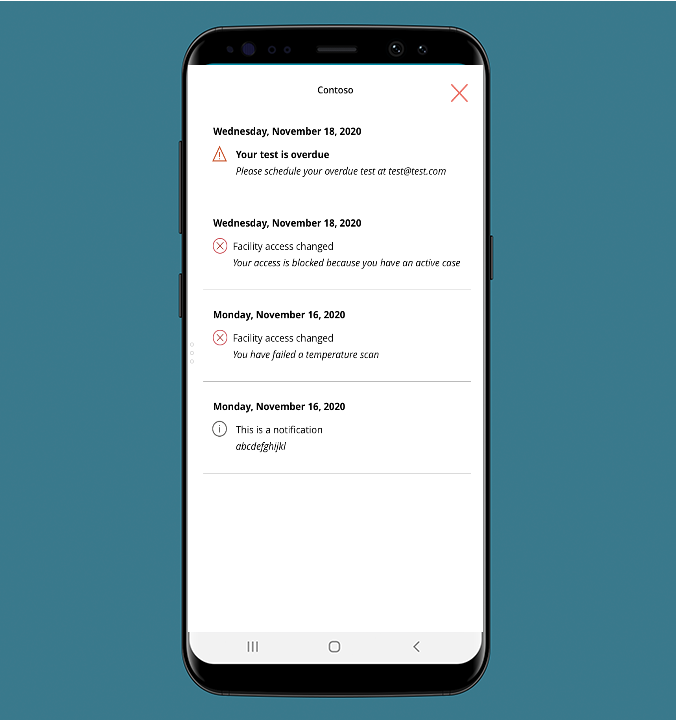 Contoso
Wednesday, November 18, 2020
Your test is overdue
Please schedule your overdue test at test@test.com
Wednesday, November 18, 2020
Facility access changed
Your access is blocked because you have an active case
Monday, November 16, 2020
Facility access changed
You have failed a temperature scan
Monday, November 16, 2020
This is a notification
abcdefghijkl